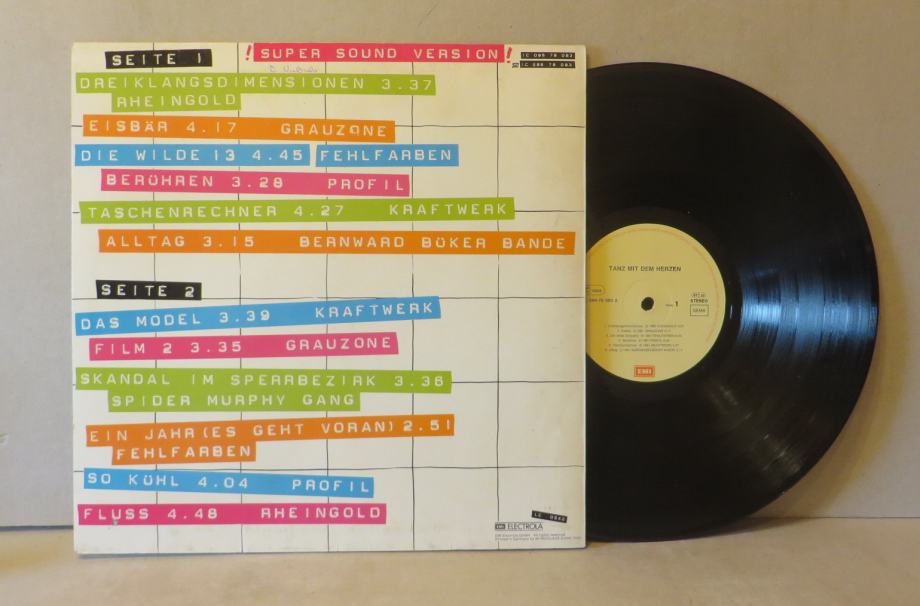 SEITE 1
! SUPER SOUND VERSION !
DREIKLANGSDIMENSIONEN 3.37
RHEINGOLD
EISBÄR 4.17 GRAUZONE
DIE WILDE 13 4.45 FEHLFARBEN
BERÜHREN 3.28 PROFIL
TASCHENRECHNER 4.27 KRAFTWERK
ALLTAG 3.15 BERNWARD BÜKER BANDE
SEITE 2
DAS MODEL 3.39 KRAFTWERK
FILM 2 3.35 GRAUZONE
SKANDAL IM SPERRBEZIRK 3.36
SPIDER MURPHY GANG
EIN JAHR (ES GEHT VORAN) 2.51
FEHLFARBEN
SO KÜHL 4.04 PROFIL
FLUSS 4.48 RHEINGOLD
EMI ELECTROLA
TANZ MIT DEM HERZEN
1
STEREO
EMI